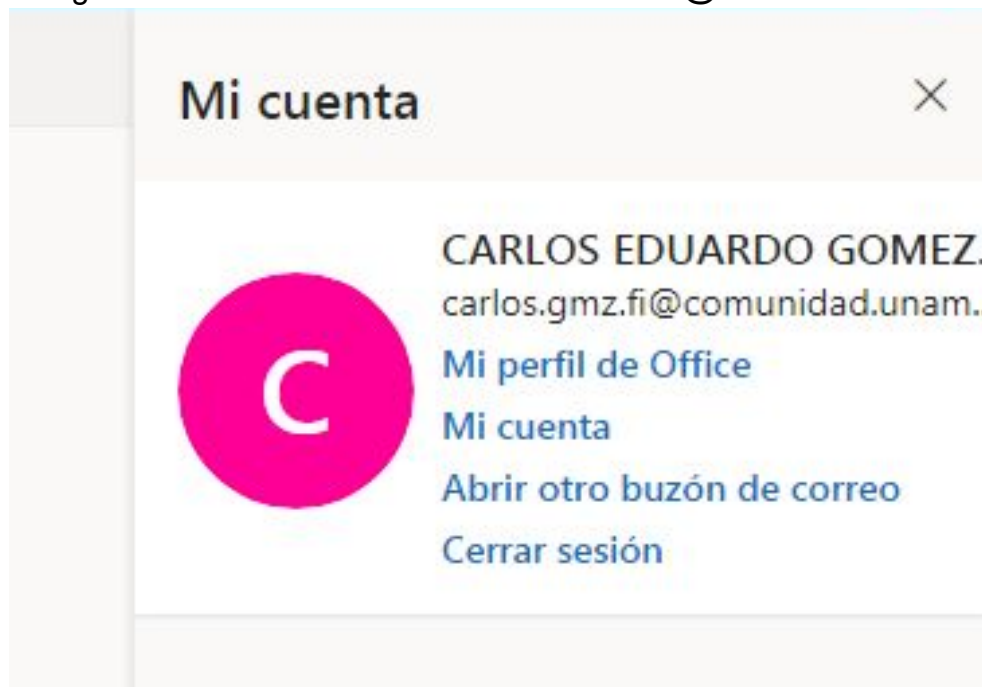 Mi cuenta
CARLOS EDUARDO GOMEZ.
carlos.gmz.fi@comunidad.unam..
Mi perfil de Office
C
Mi cuenta
Abrir otro buzón de correo
Cerrar sesión